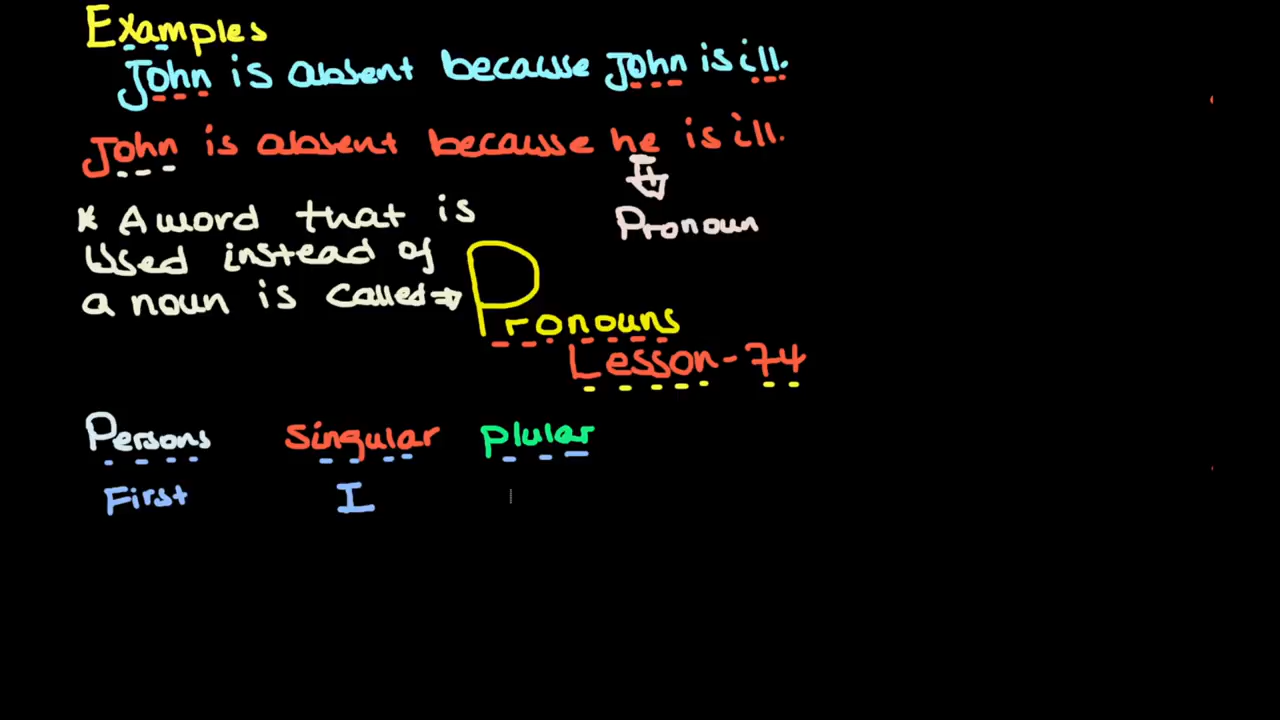 Examples
John is absent because John is ill.
John is absent because he is ill.
Pronoun
* A word that is
Used instead of
a noun is called⇒
Pronouns
Lesson-74
Persons Singular Plular
First I